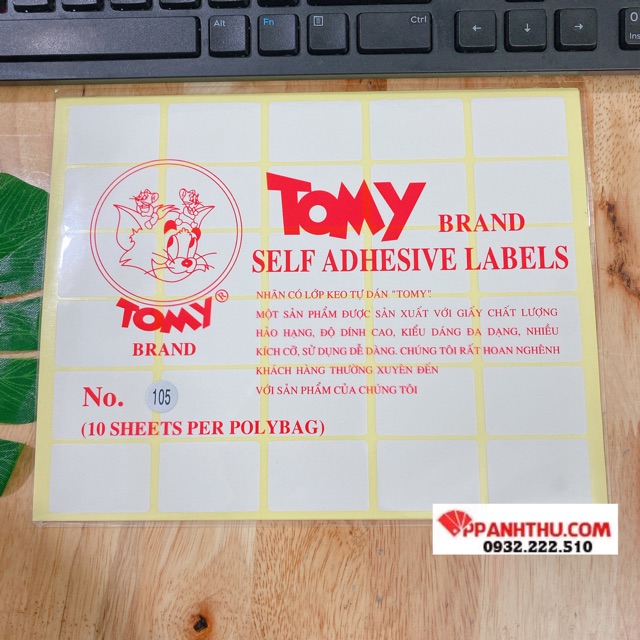 Alt
Fn
Ctrl
0
Ins
TOMY BRAND
SELF ADHESIVE LABELS
TOMY ®
BRAND
NHÃN CÓ LỚP KEO TỰ DÁN "TOMY".
MỘT SẢN PHẨM ĐƯỢC SẢN XUẤT VỚI GIẤY CHẤT LƯỢNG
HẢO HẠNG, ĐỘ DÍNH CAO, KIỂU DÁNG ĐA DẠNG, NHIỀU
KÍCH CỠ, SỬ DỤNG DỄ DÀNG. CHÚNG TÔI RẤT HOAN NGHÊNH
KHÁCH HÀNG THƯỜNG XUYÊN ĐẾN
VỚI SẢN PHẨM CỦA CHÚNG TÔI
No. 105
(10 SHEETS PER POLYBAG)
VPPANHTHU.COM
0932.222.510